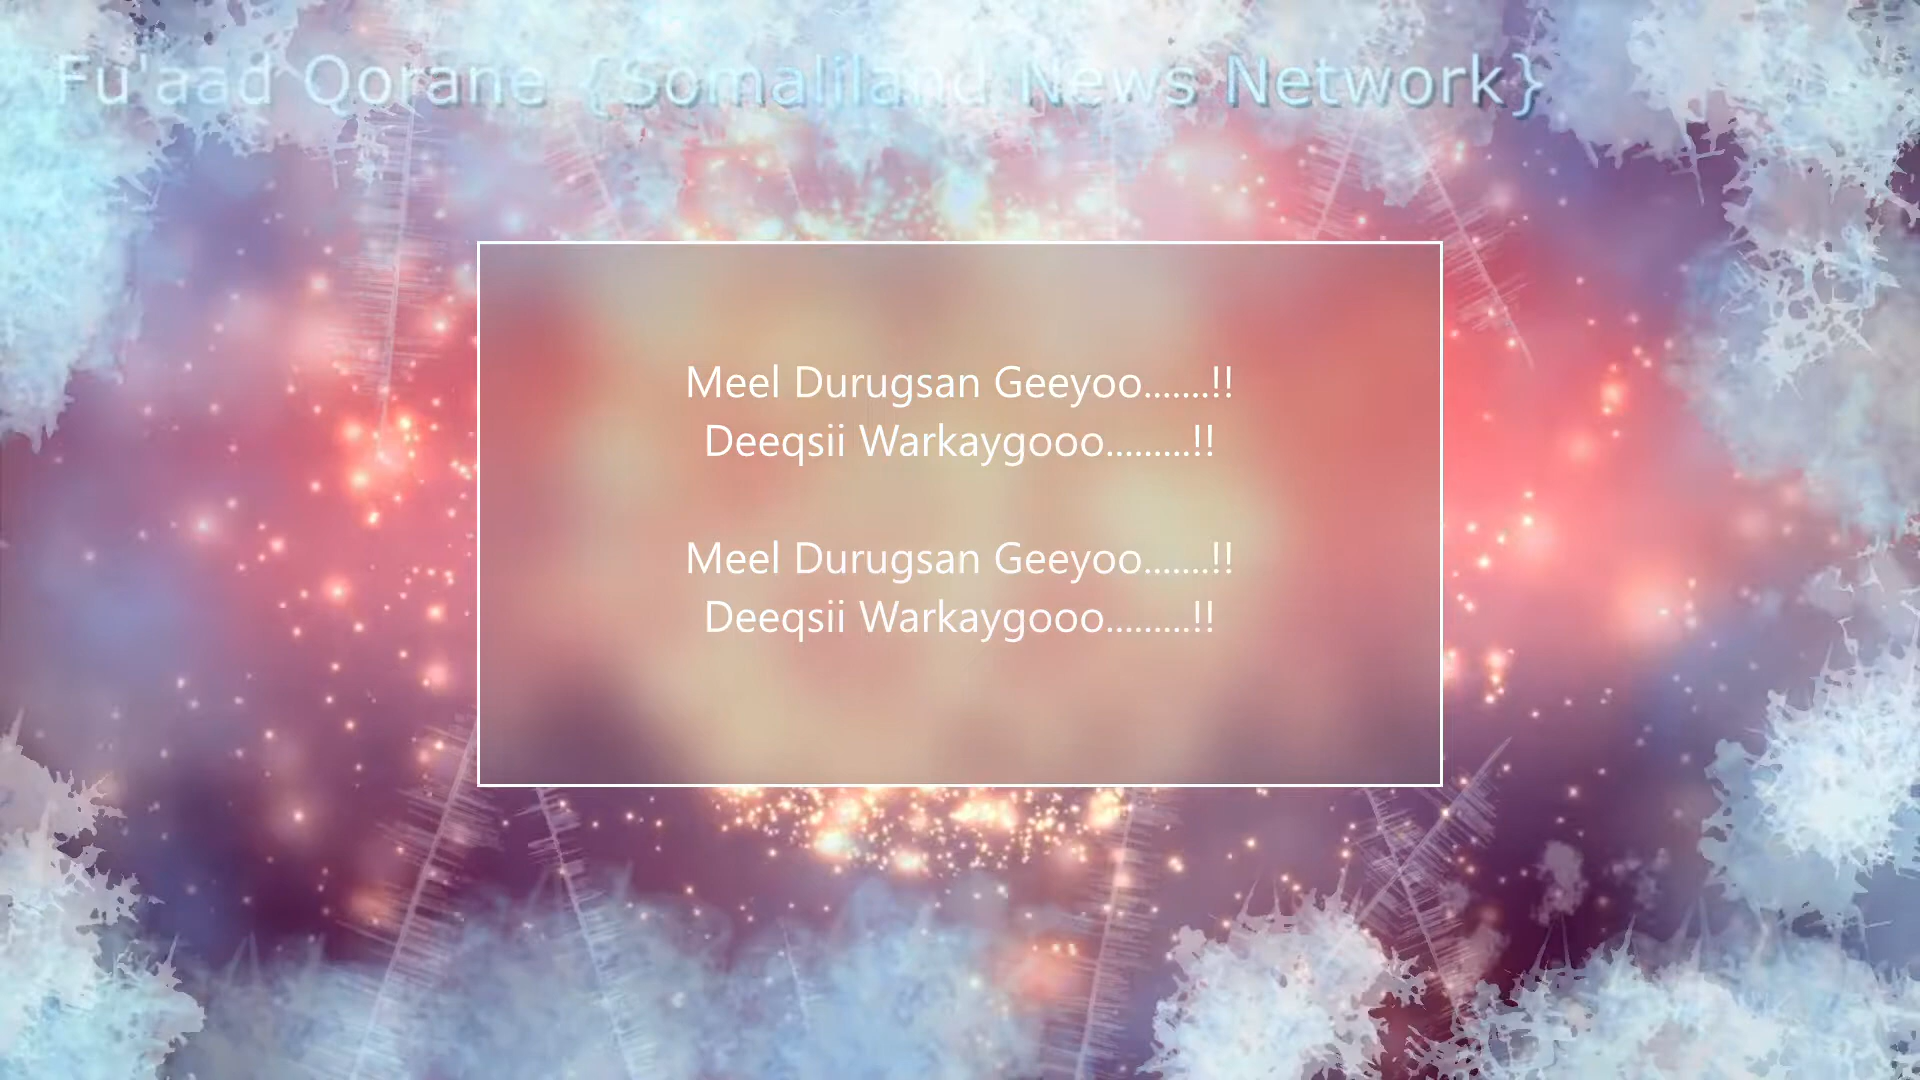 Fu'aad Qorane {Somaliland News Network}
Meel Durugsan Geeyoo.......!!
Deeqsii Warkaygooo.........!!
Meel Durugsan Geeyoo.......!!
Deeqsii Warkaygooo.........!!